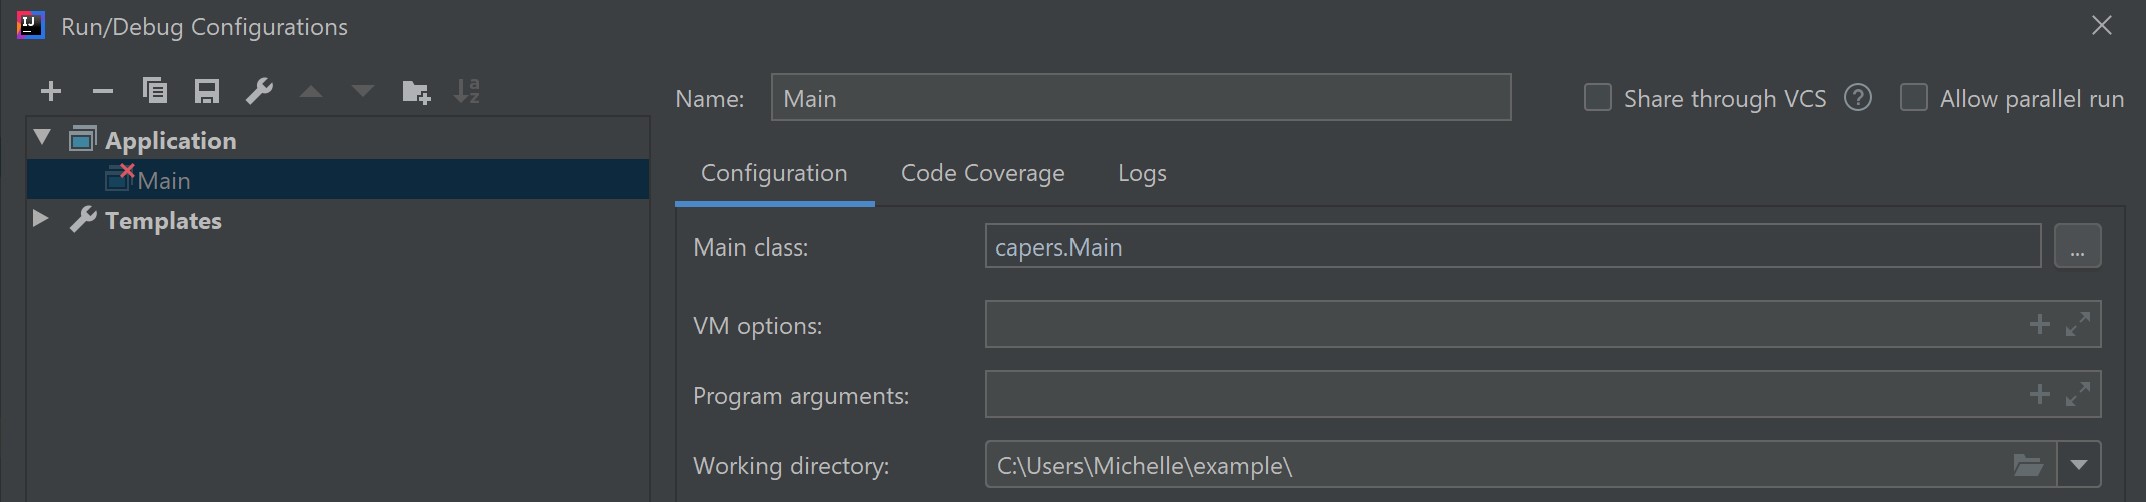 IJ
Run/Debug Configurations
Application
Main
Templates
Name: Main
Share through VCS ?
Allow parallel run
Configuration Code Coverage Logs
Main class: capers.Main ...
VM options:
Program arguments:
Working directory: C:\Users\Michelle\example\